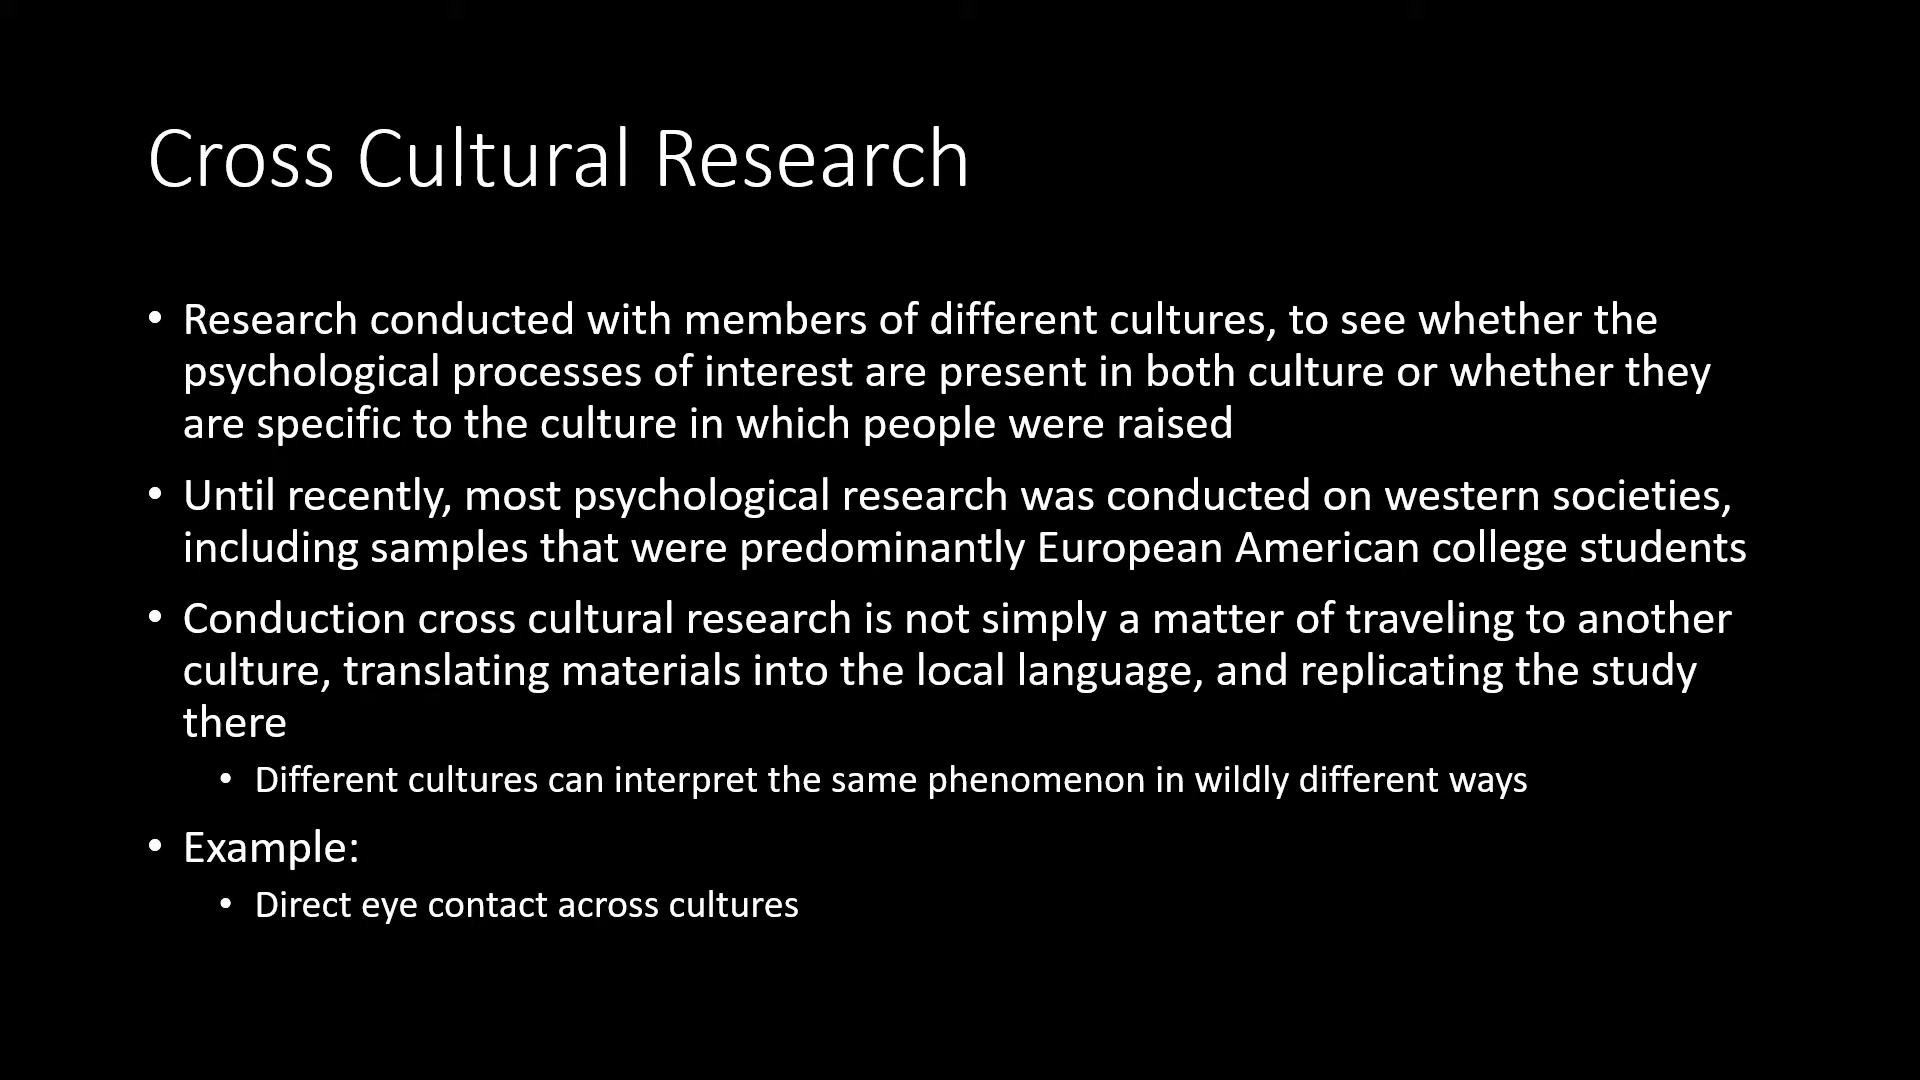 Cross Cultural Research
• Research conducted with members of different cultures, to see whether the
psychological processes of interest are present in both culture or whether they
are specific to the culture in which people were raised
• Until recently, most psychological research was conducted on western societies,
including samples that were predominantly European American college students
• Conduction cross cultural research is not simply a matter of traveling to another
culture, translating materials into the local language, and replicating the study
there
• Different cultures can interpret the same phenomenon in wildly different ways
• Example:
• Direct eye contact across cultures